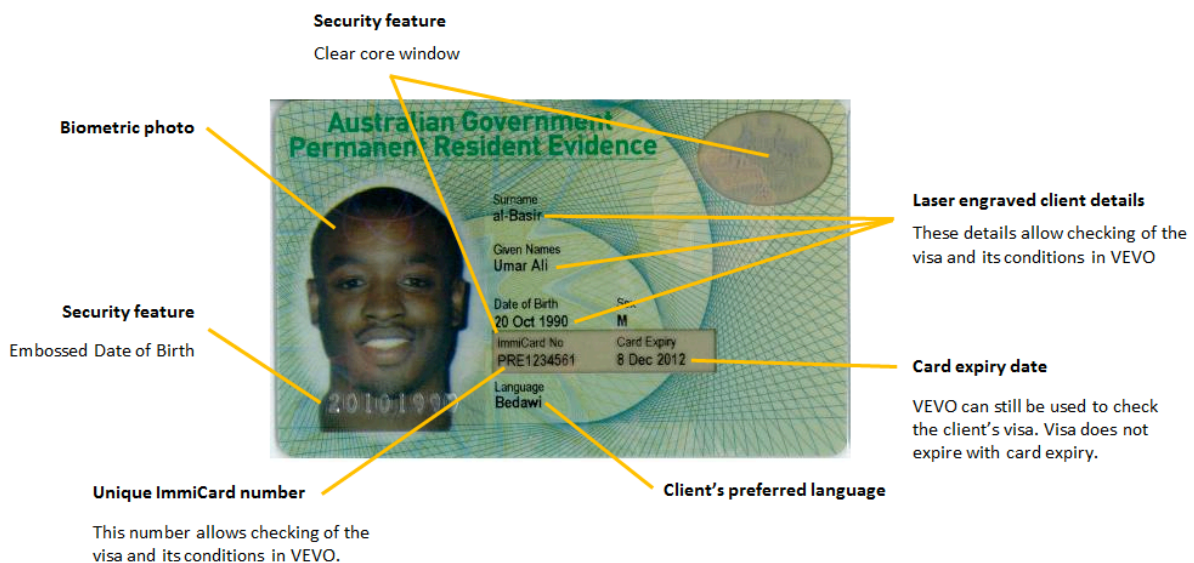 Security feature
Clear core window
Biometric photo
Australian Government
Permanent Resident Evidence
Surname
al-Basir
Given Names
Umar Ali
Date of Birth Sex
20 Oct 1990 M
ImmiCard No Card Expiry
PRE1234561 8 Dec 2012
Language
Bedawi
Laser engraved client details
These details allow checking of the
visa and its conditions in VEVO
Security feature
Embossed Date of Birth
Card expiry date
VEVO can still be used to check
the client’s visa. Visa does not
expire with card expiry.
Unique ImmiCard number
This number allows checking of the
visa and its conditions in VEVO.
Client’s preferred language